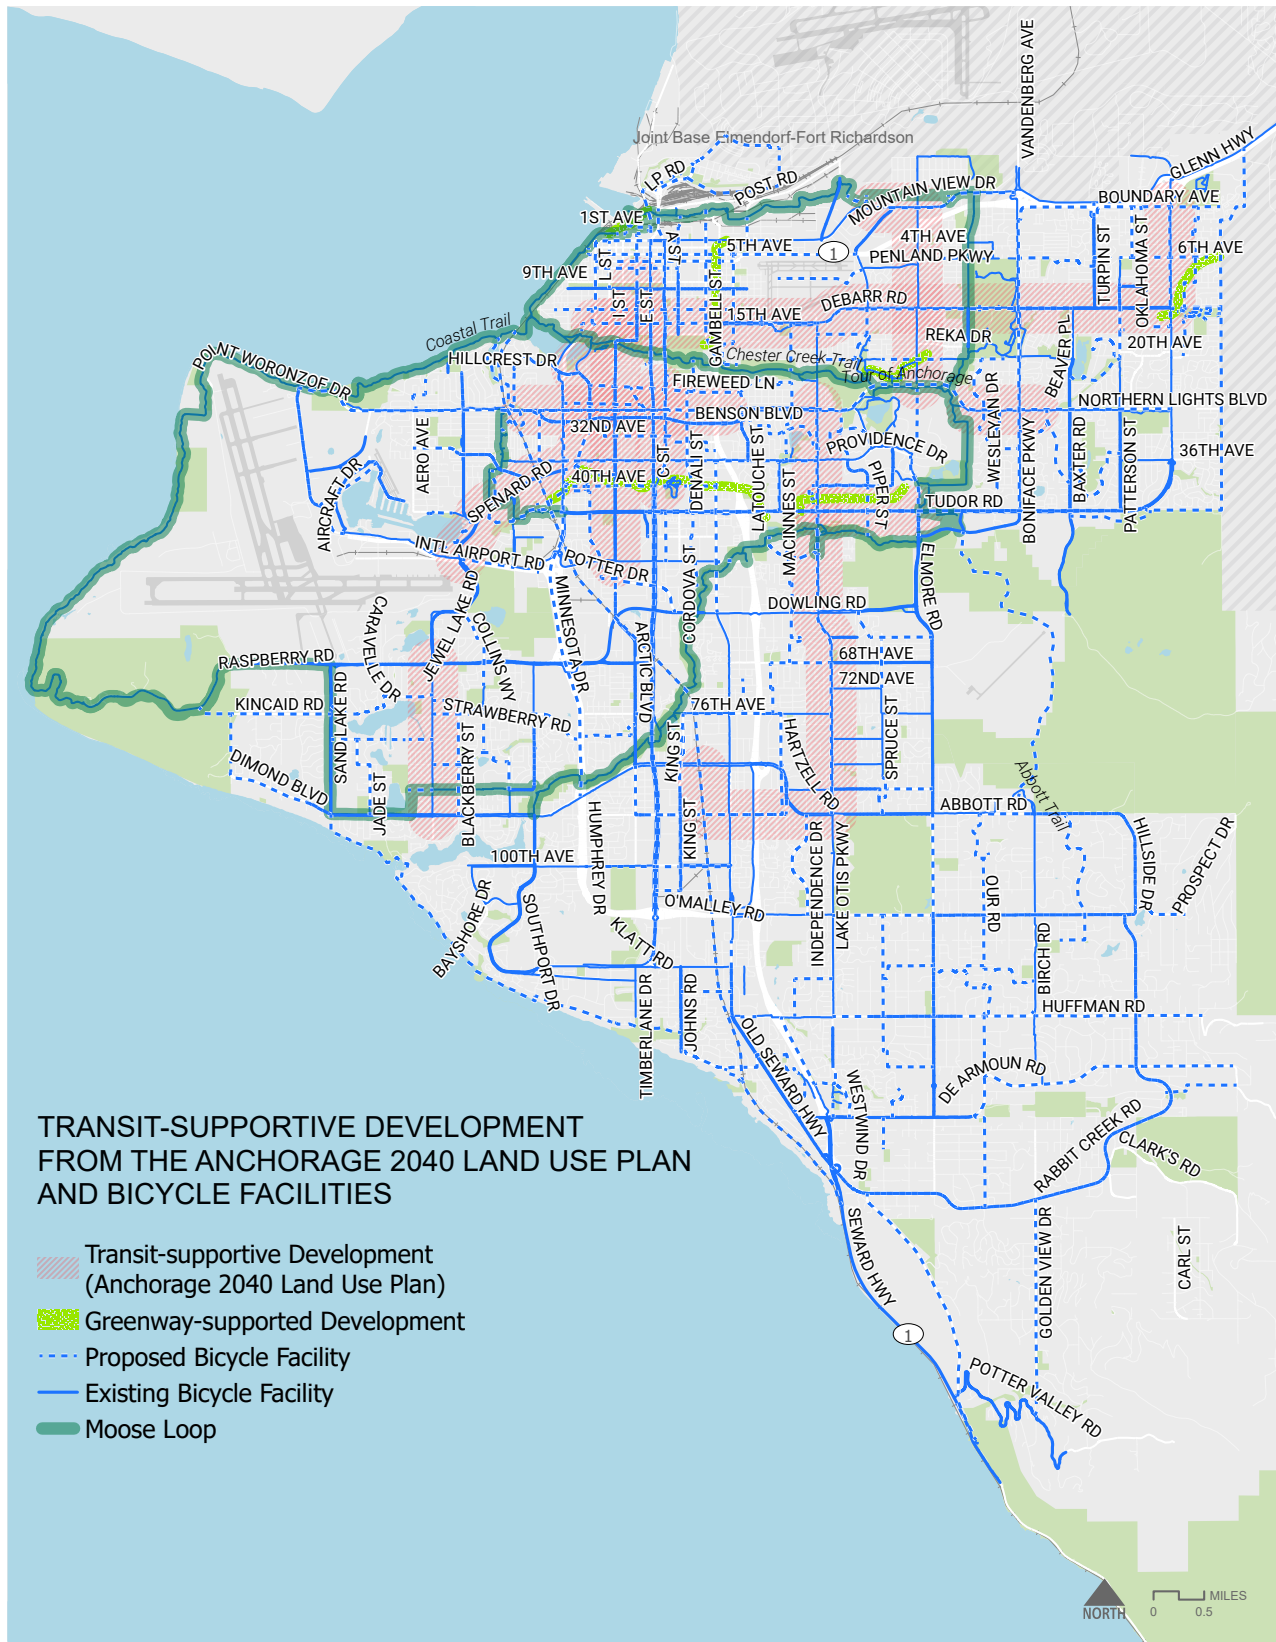 VANDENBERG AVE
Joint Base Elmendorf-Fort Richardson
GLENN HWY
LP RD
POST RD
MOUNTAIN VIEW DR
BOUNDARY AVE
1ST AVE
A ST
5TH AVE
1
4TH AVE
PENLAND PKWY
TURPIN ST
OKLAHOMA ST
6TH AVE
9TH AVE
L ST
I ST
E ST
GAMBELL ST
DEBARR RD
15TH AVE
Coastal Trail
REKA DR
20TH AVE
POINT WORONZOF DR
HILLCREST DR
Chester Creek Trail
Tour of Anchorage
BEAVER PL
FIREWEED LN
WESLEYAN DR
NORTHERN LIGHTS BLVD
BENSON BLVD
32ND AVE
AERO AVE
C ST
DENALI ST
LATOUCHE ST
PROVIDENCE DR
BONIFACE PKWY
BAXTER RD
PATTERSON ST
36TH AVE
AIRCRAFT DR
SPENARD RD
40TH AVE
MACINNES ST
PIPER ST
TUDOR RD
INTL AIRPORT RD
POTTER DR
CORDOVA ST
ELMORE RD
MINNESOTA DR
DOWLING RD
CARAVELLE DR
JEWEL LAKE RD
COLLINS WY
ARCTIC BLVD
RASPBERRY RD
68TH AVE
72ND AVE
KINCAID RD
SAND LAKE RD
STRAWBERRY RD
76TH AVE
KING ST
HARTZELL RD
SPRUCE ST
DIMOND BLVD
JADE ST
BLACKBERRY ST
Abbott Trail
ABBOTT RD
HUMPHREY DR
KING ST
INDEPENDENCE DR
LAKE OTIS PKWY
HILLSIDE DR
PROSPECT DR
100TH AVE
BAYSHORE DR
SOUTHPORT DR
O'MALLEY RD
OUR RD
KLATT RD
BIRCH RD
TIMBERLANE DR
JOHNS RD
HUFFMAN RD
OLD SEWARD HWY
WESTWIND DR
DE ARMOUN RD
RABBIT CREEK RD
CLARK'S RD
SEWARD HWY
GOLDEN VIEW DR
CARL ST
1
POTTER VALLEY RD
TRANSIT-SUPPORTIVE DEVELOPMENT
FROM THE ANCHORAGE 2040 LAND USE PLAN
AND BICYCLE FACILITIES
Transit-supportive Development
(Anchorage 2040 Land Use Plan)
Greenway-supported Development
Proposed Bicycle Facility
Existing Bicycle Facility
Moose Loop
NORTH
MILES
0 0.5